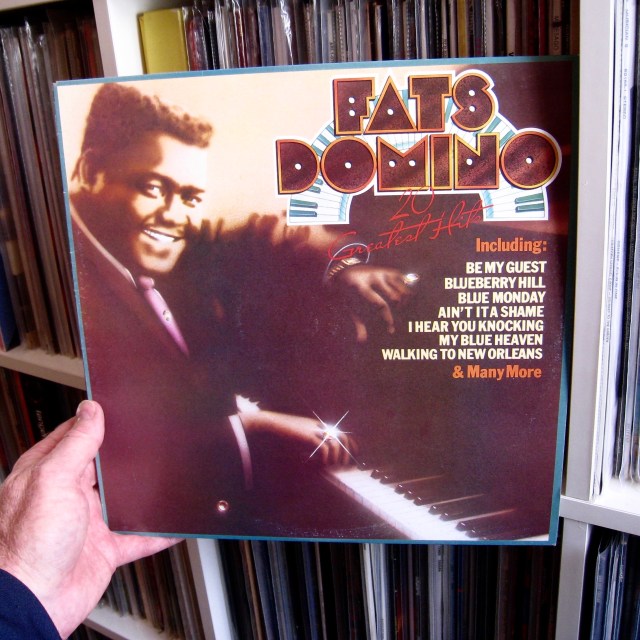 FATS
DOMINO
20
Greatest Hits
Including:
BE MY GUEST
BLUEBERRY HILL
BLUE MONDAY
AIN'T IT A SHAME
I HEAR YOU KNOCKING
MY BLUE HEAVEN
WALKING TO NEW ORLEANS
& Many More